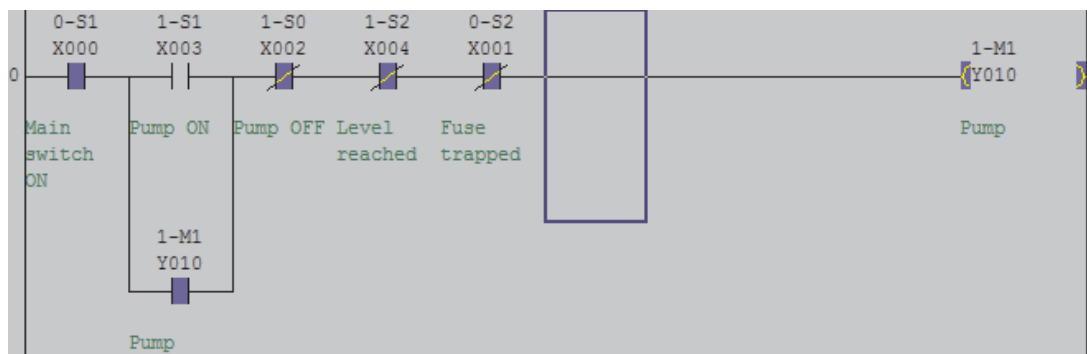 0-S1 1-S1 1-S0 1-S2 0-S2
X000 X003 X002 X004 X001 1-M1
0 Y010
Main Pump ON Pump OFF Level Fuse Pump
switch reached trapped
ON
1-M1
Y010
Pump